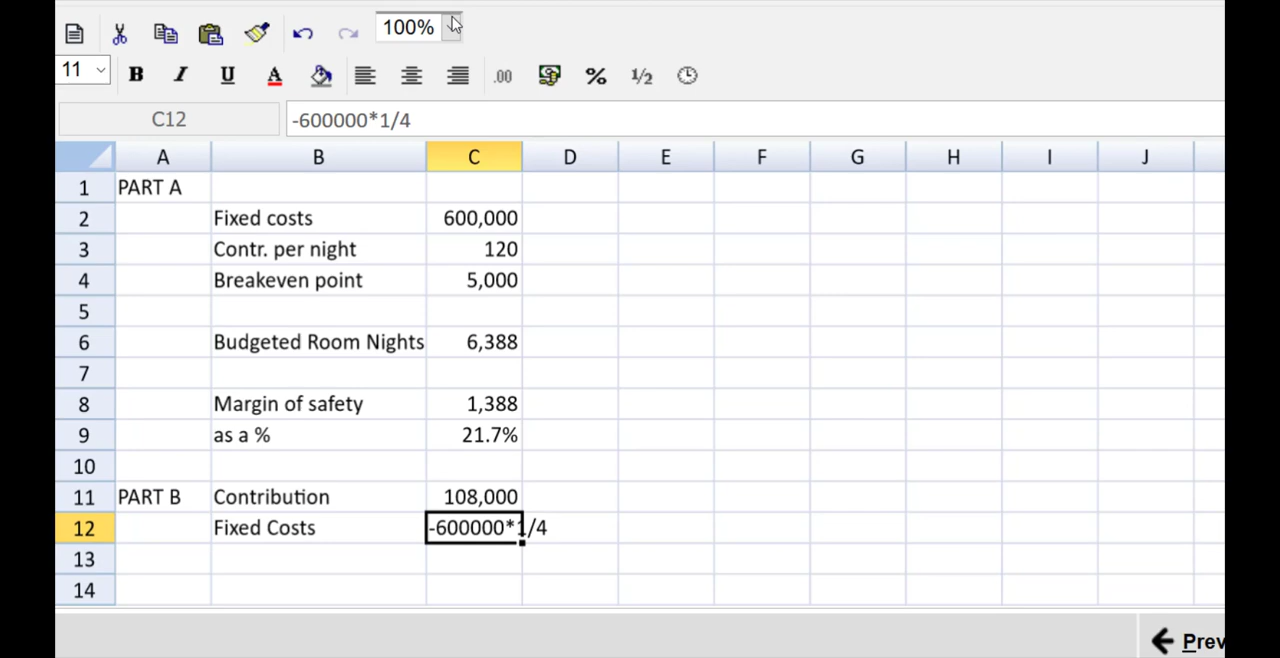 100%
11 B I U A .00 % 1/2
C12 -600000*1/4
A B C D E F G H I J
1 PART A
2 Fixed costs 600,000
3 Contr. per night 120
4 Breakeven point 5,000
5
6 Budgeted Room Nights 6,388
7
8 Margin of safety 1,388
9 as a % 21.7%
10
11 PART B Contribution 108,000
12 Fixed Costs -600000*1/4
13
14
Prev